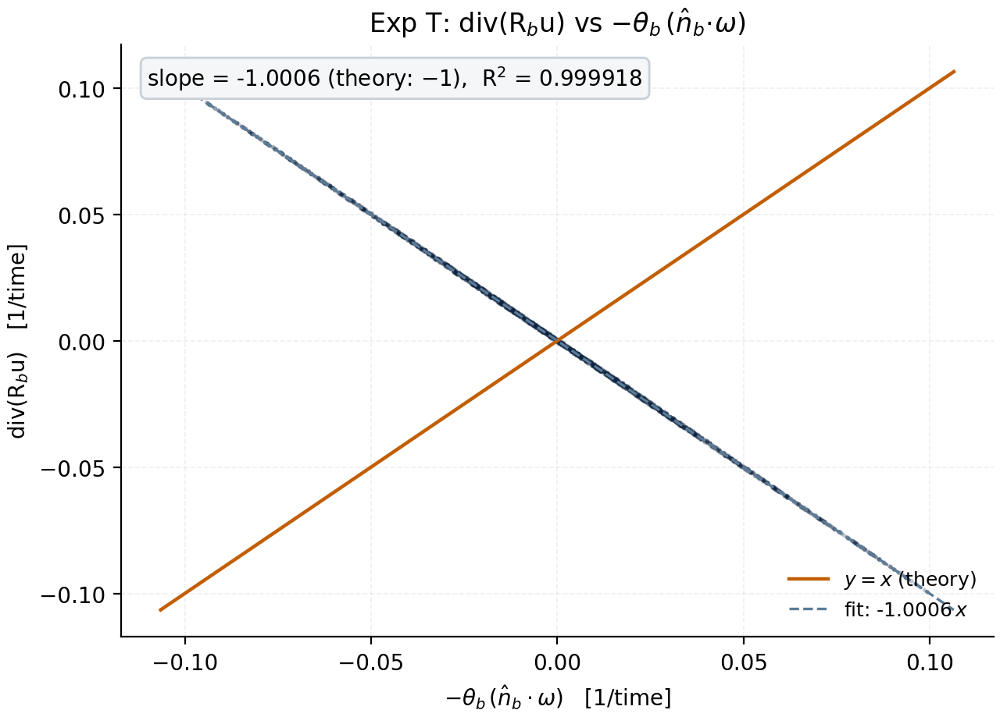 Exp T: div(R_bu) vs −θ_b (n̂_b·ω)
slope = -1.0006 (theory: −1),  R² = 0.999918
div(R_bu)   [1/time]
0.10
0.05
0.00
−0.05
−0.10
y = x (theory)
fit: -1.0006 x
−0.10
−0.05
0.00
0.05
0.10
−θ_b (n̂_b · ω)   [1/time]